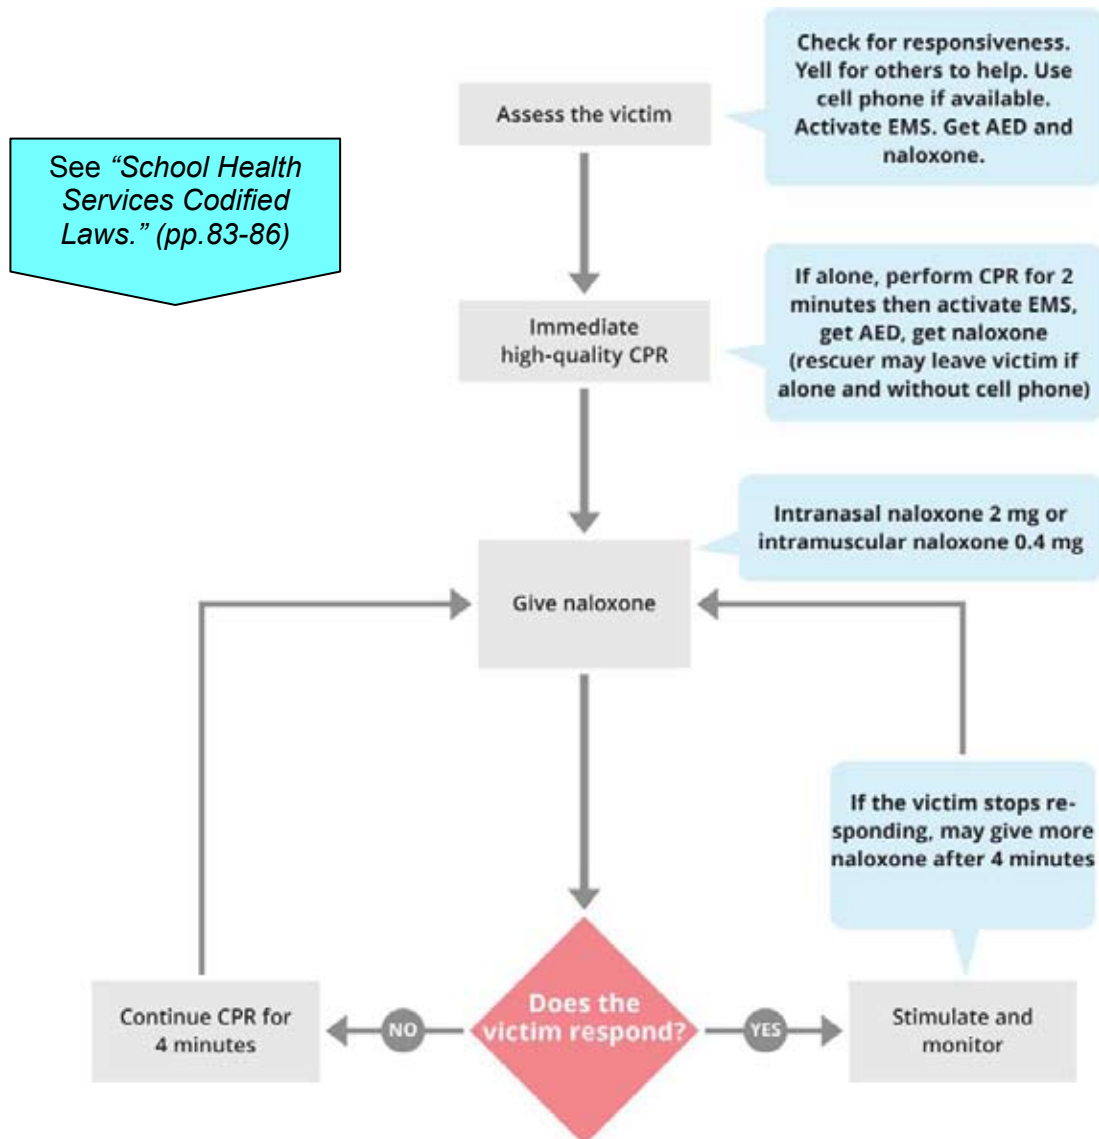 Check for responsiveness.
Yell for others to help. Use
cell phone if available.
Activate EMS. Get AED and
naloxone.
Assess the victim
See “School Health
Services Codified
Laws.” (pp.83-86)
If alone, perform CPR for 2
minutes then activate EMS,
get AED, get naloxone
(rescuer may leave victim if
alone and without cell phone)
Immediate
high-quality CPR
Intranasal naloxone 2 mg or
intramuscular naloxone 0.4 mg
Give naloxone
If the victim stops re-
sponding, may give more
naloxone after 4 minutes
Continue CPR for
4 minutes
NO
Does the
victim respond?
YES
Stimulate and
monitor